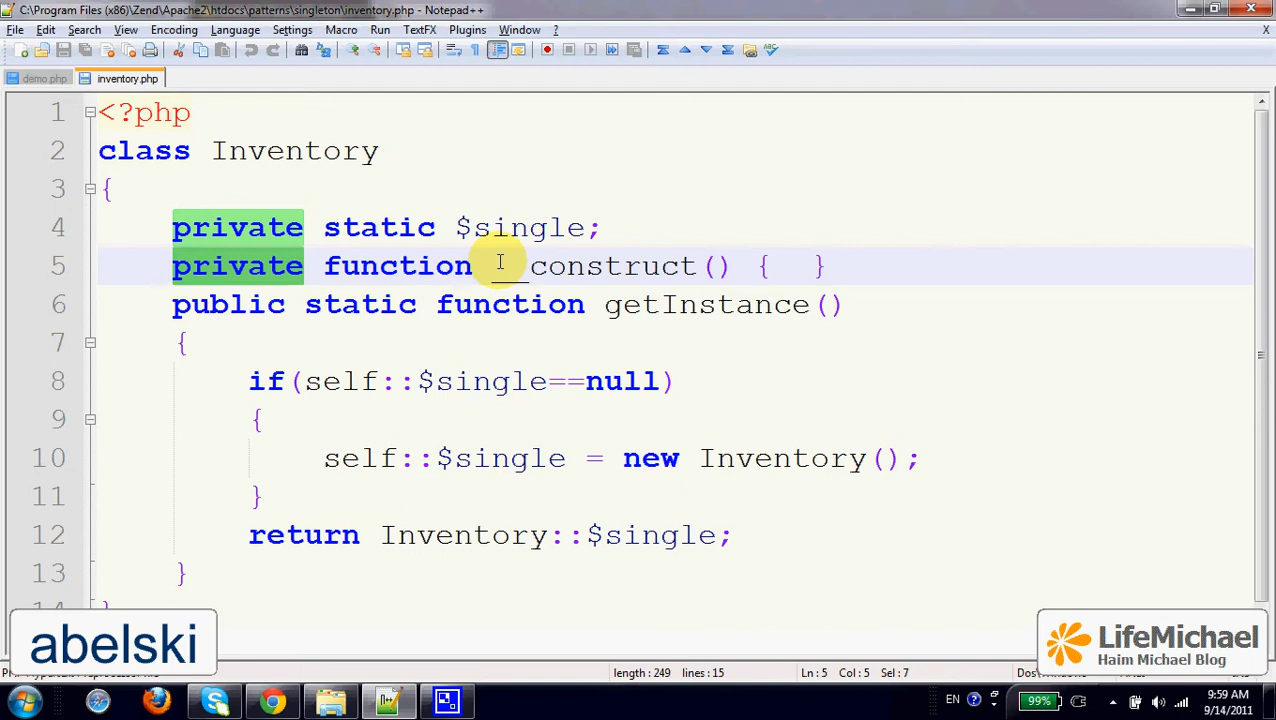 C:\Program Files (x86)\Zend\Apache2\htdocs\patterns\singleton\inventory.php - Notepad++
File Edit Search View Encoding Language Settings Macro Run TextFX Plugins Window ?
X
demo.php inventory.php
1 <?php
2 class Inventory
3 {
4 private static $single;
5 private function __construct() { }
6 public static function getInstance()
7 {
8 if(self::$single==null)
9 {
10 self::$single = new Inventory();
11 }
12 return Inventory::$single;
13 }
14 }
abelski
LifeMichael
Haim Michael Blog
length : 249 lines : 15
Ln : 5 Col : 5 Sel : 7
EN
99%
9:59 AM
9/14/2011